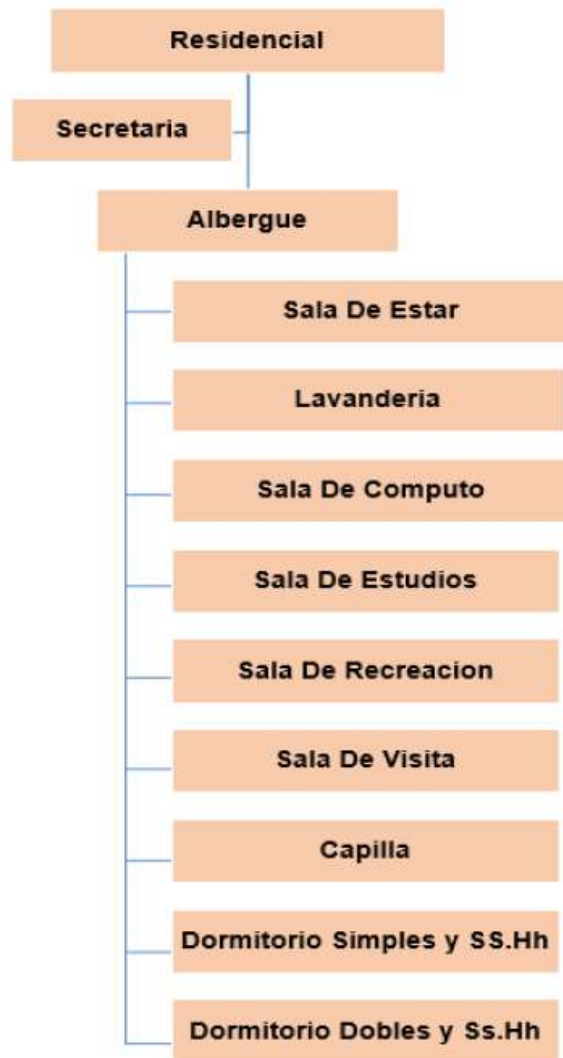 Residencial
Secretaria
Albergue
Sala De Estar
Lavanderia
Sala De Computo
Sala De Estudios
Sala De Recreacion
Sala De Visita
Capilla
Dormitorio Simples y SS.Hh
Dormitorio Dobles y Ss.Hh